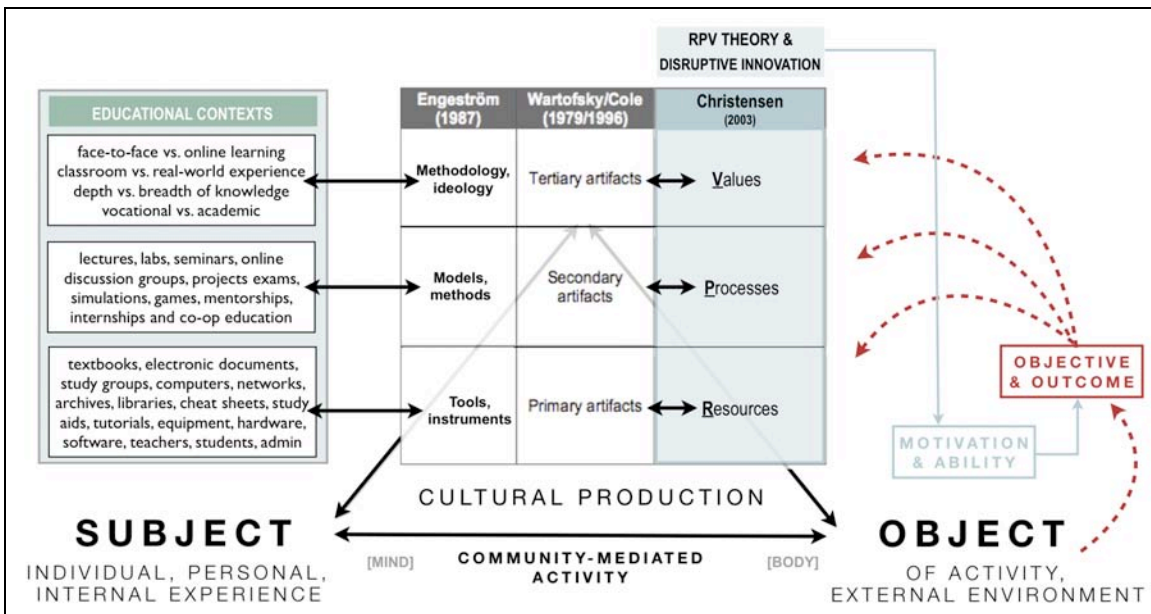 RPV THEORY &
DISRUPTIVE INNOVATION
EDUCATIONAL CONTEXTS
face-to-face vs. online learning
classroom vs. real-world experience
depth vs. breadth of knowledge
vocational vs. academic
lectures, labs, seminars, online
discussion groups, projects exams,
simulations, games, mentorships,
internships and co-op education
textbooks, electronic documents,
study groups, computers, networks,
archives, libraries, cheat sheets, study
aids, tutorials, equipment, hardware,
software, teachers, students, admin
Engeström
(1987)
Wartofsky/Cole
(1979/1996)
Christensen
(2003)
Methodology,
ideology
Tertiary artifacts
Values
Models,
methods
Secondary
artifacts
Processes
Tools,
instruments
Primary artifacts
Resources
OBJECTIVE
& OUTCOME
MOTIVATION
& ABILITY
CULTURAL PRODUCTION
SUBJECT
INDIVIDUAL, PERSONAL,
INTERNAL EXPERIENCE
[MIND]
COMMUNITY-MEDIATED
ACTIVITY
[BODY]
OBJECT
OF ACTIVITY,
EXTERNAL ENVIRONMENT